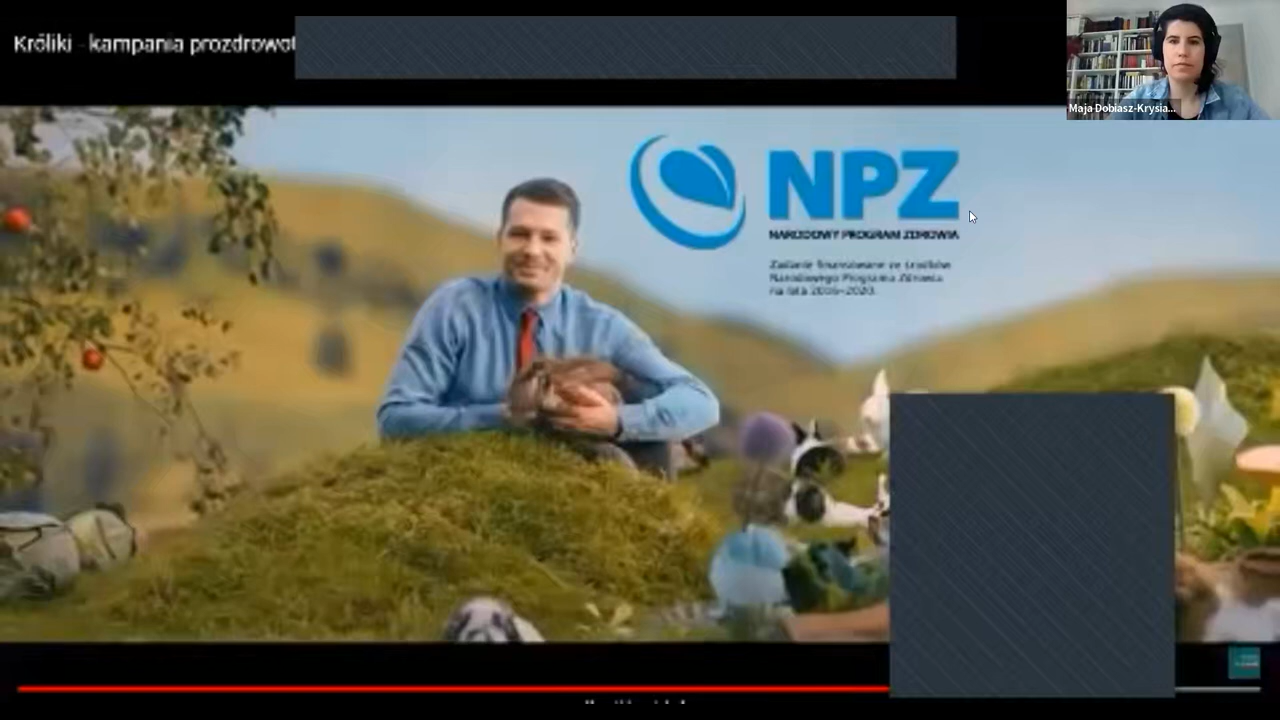 Króliki - kampania prozdrowot
Maja Dobiasz-Krysia...
NPZ
NARODOWY PROGRAM ZDROWIA
Zadanie finansowane ze środków
Narodowego Programu Zdrowia
na lata 2016-2020.